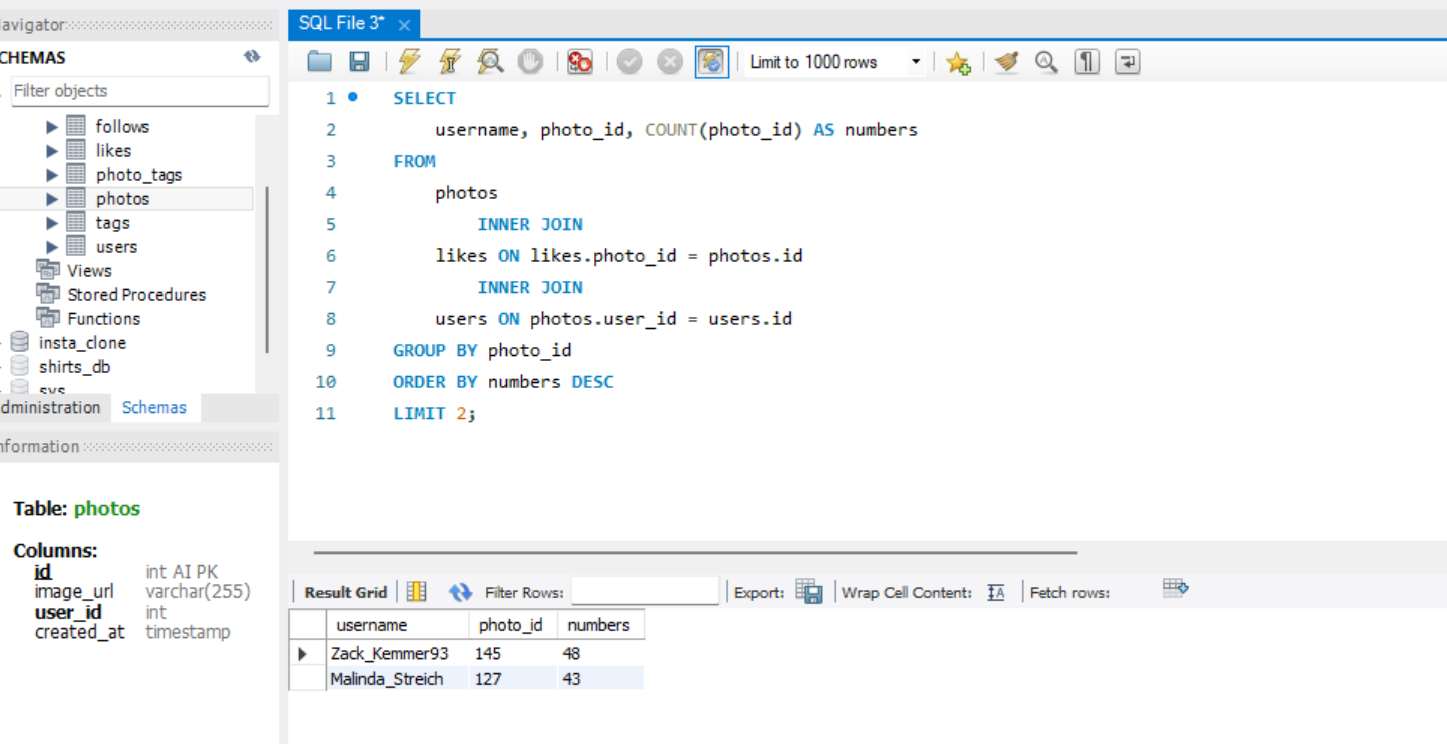 avigator
SQL File 3*
CHEMAS
Limit to 1000 rows
Filter objects
follows
likes
photo_tags
photos
tags
users
Views
Stored Procedures
Functions
insta_clone
shirts_db
sys
dministration Schemas
nformation
Table: photos
Columns:
id int AI PK
image_url varchar(255)
user_id int
created_at timestamp
1 SELECT
2 username, photo_id, COUNT(photo_id) AS numbers
3 FROM
4 photos
5 INNER JOIN
6 likes ON likes.photo_id = photos.id
7 INNER JOIN
8 users ON photos.user_id = users.id
9 GROUP BY photo_id
10 ORDER BY numbers DESC
11 LIMIT 2;
Result Grid Filter Rows: Export: Wrap Cell Content: Fetch rows:
username photo_id numbers
Zack_Kemmer93 145 48
Malinda_Streich 127 43